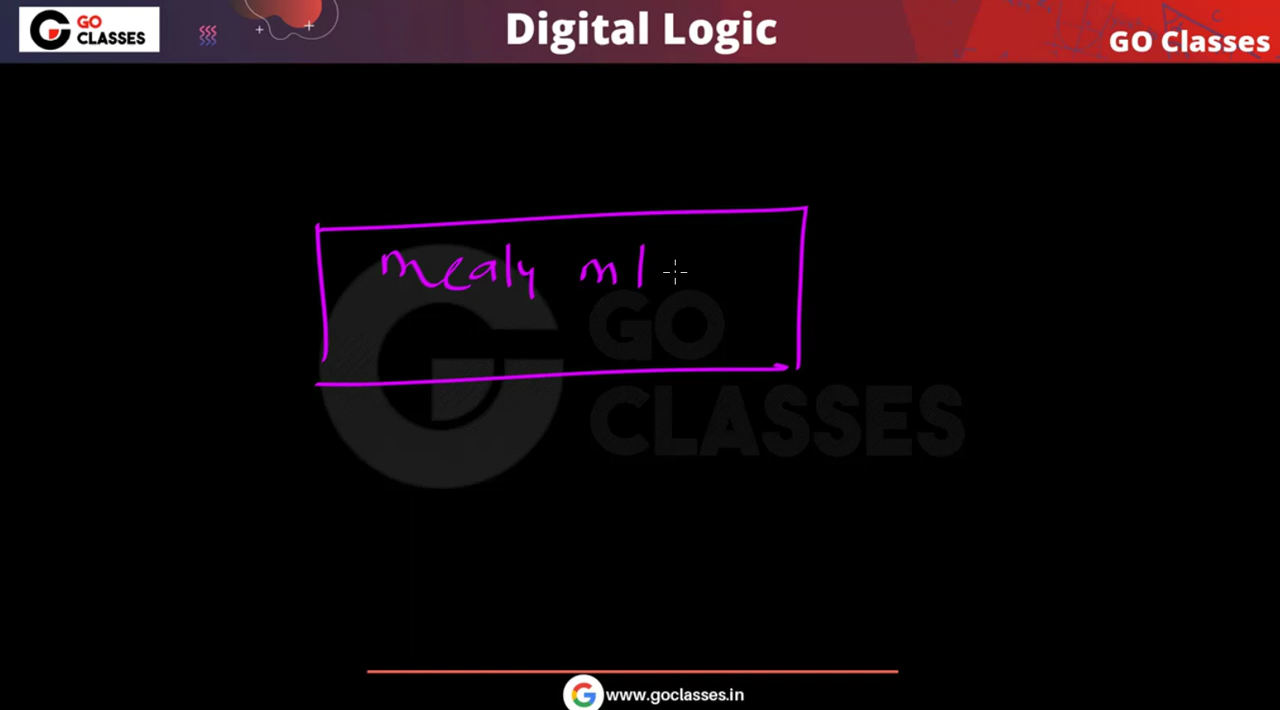 GO
CLASSES
Digital Logic
GO Classes
mealy m/
GO
CLASSES
www.goclasses.in